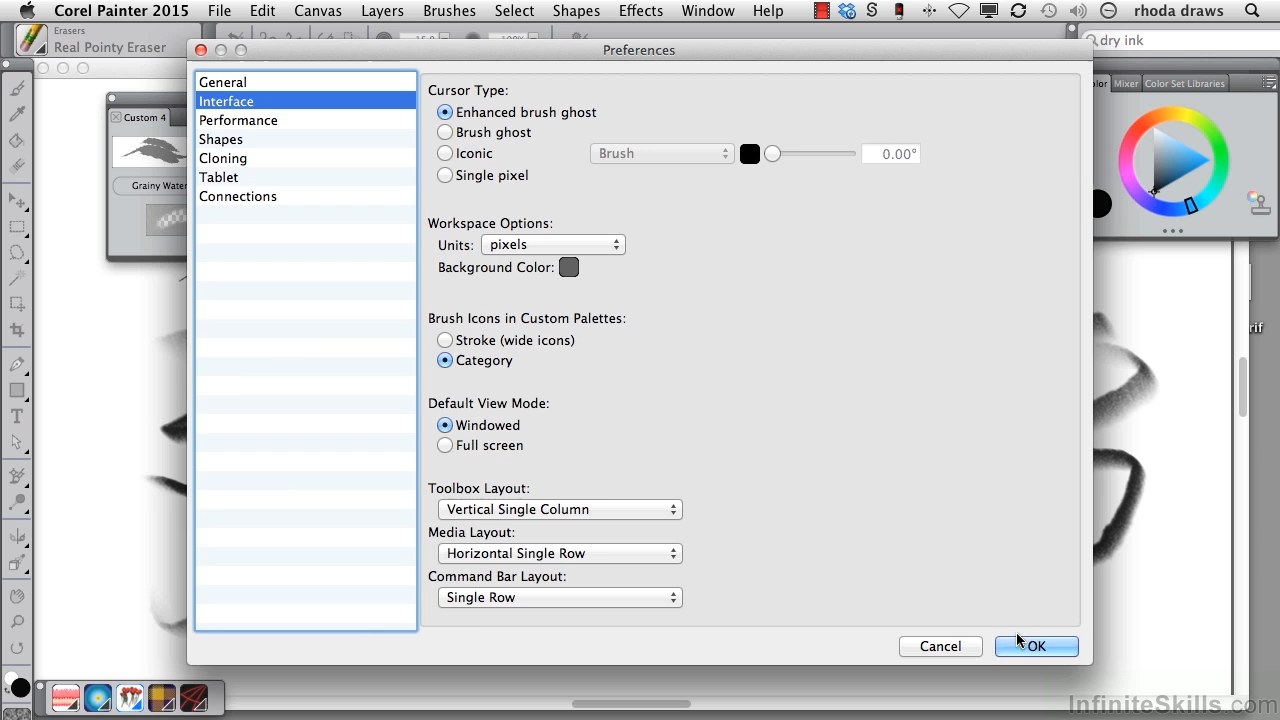 Corel Painter 2015 File Edit Canvas Layers Brushes Select Shapes Effects Window Help rhoda draws
Erasers
Real Pointy Eraser
dry ink
Preferences
General
Interface
Performance
Shapes
Cloning
Tablet
Connections
Cursor Type:
Enhanced brush ghost
Brush ghost
Iconic Brush 0.00°
Single pixel
Workspace Options:
Units: pixels
Background Color:
Brush Icons in Custom Palettes:
Stroke (wide icons)
Category
Default View Mode:
Windowed
Full screen
Toolbox Layout:
Vertical Single Column
Media Layout:
Horizontal Single Row
Command Bar Layout:
Single Row
Cancel OK
Custom 4
Grainy Water
olor Mixer Color Set Libraries
rif
InfiniteSkills.com